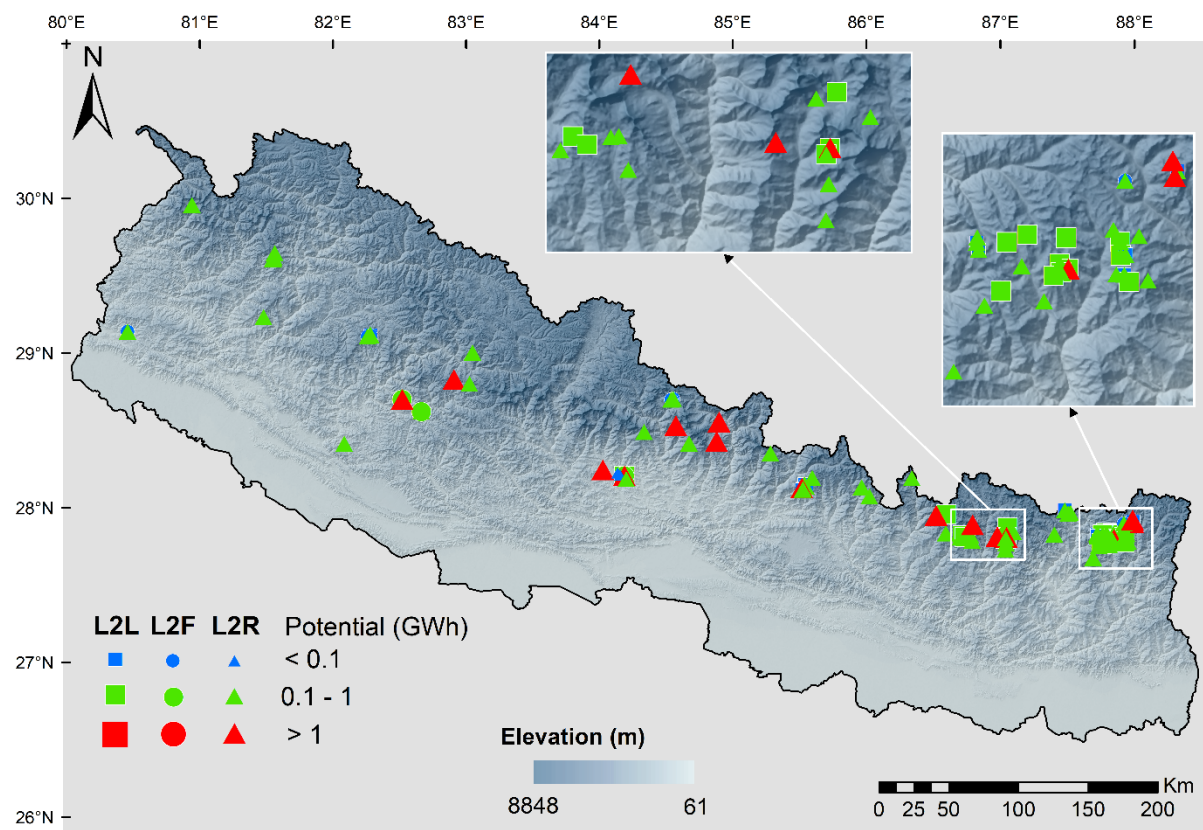 80°E 81°E 82°E 83°E 84°E 85°E 86°E 87°E 88°E
N
30°N
29°N
28°N
27°N
26°N
L2L L2F L2R Potential (GWh)
< 0.1
0.1 - 1
> 1
Elevation (m)
8848 61
Km
0 25 50 100 150 200